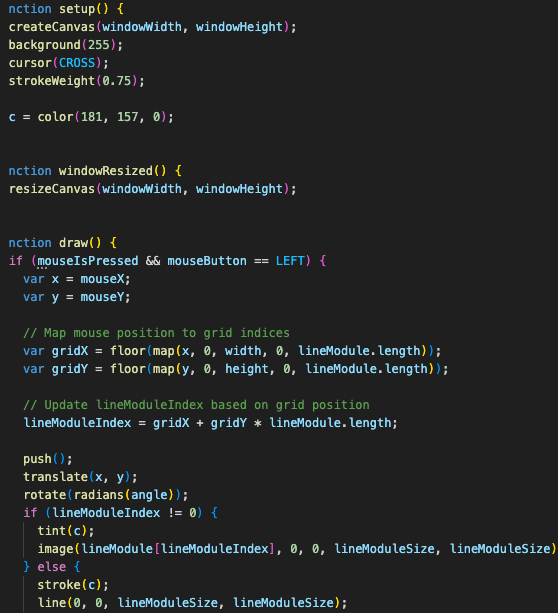 nction setup() {
createCanvas(windowWidth, windowHeight);
background(255);
cursor(CROSS);
strokeWeight(0.75);
c = color(181, 157, 0);
nction windowResized() {
resizeCanvas(windowWidth, windowHeight);
nction draw() {
if (mouseIsPressed && mouseButton == LEFT) {
var x = mouseX;
var y = mouseY;
// Map mouse position to grid indices
var gridX = floor(map(x, 0, width, 0, lineModule.length));
var gridY = floor(map(y, 0, height, 0, lineModule.length));
// Update lineModuleIndex based on grid position
lineModuleIndex = gridX + gridY * lineModule.length;
push();
translate(x, y);
rotate(radians(angle));
if (lineModuleIndex != 0) {
tint(c);
image(lineModule[lineModuleIndex], 0, 0, lineModuleSize, lineModuleSize)
} else {
stroke(c);
line(0, 0, lineModuleSize, lineModuleSize);